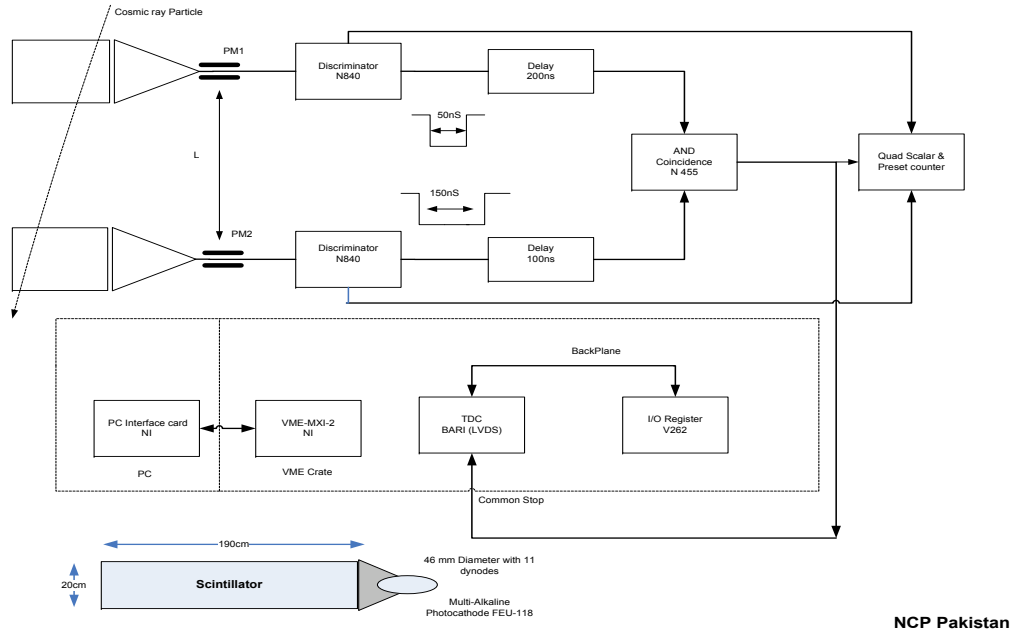 Cosmic ray Particle
PM1
Discriminator
N840
Delay
200ns
50nS
L
AND
Coincidence
N 455
Quad Scalar &
Preset counter
150nS
PM2
Discriminator
N840
Delay
100ns
BackPlane
PC Interface card
NI
VME-MXI-2
NI
TDC
BARI (LVDS)
I/O Register
V262
PC
VME Crate
Common Stop
190cm
20cm
Scintillator
46 mm Diameter with 11
dynodes
Multi-Alkaline
Photocathode FEU-118
NCP Pakistan